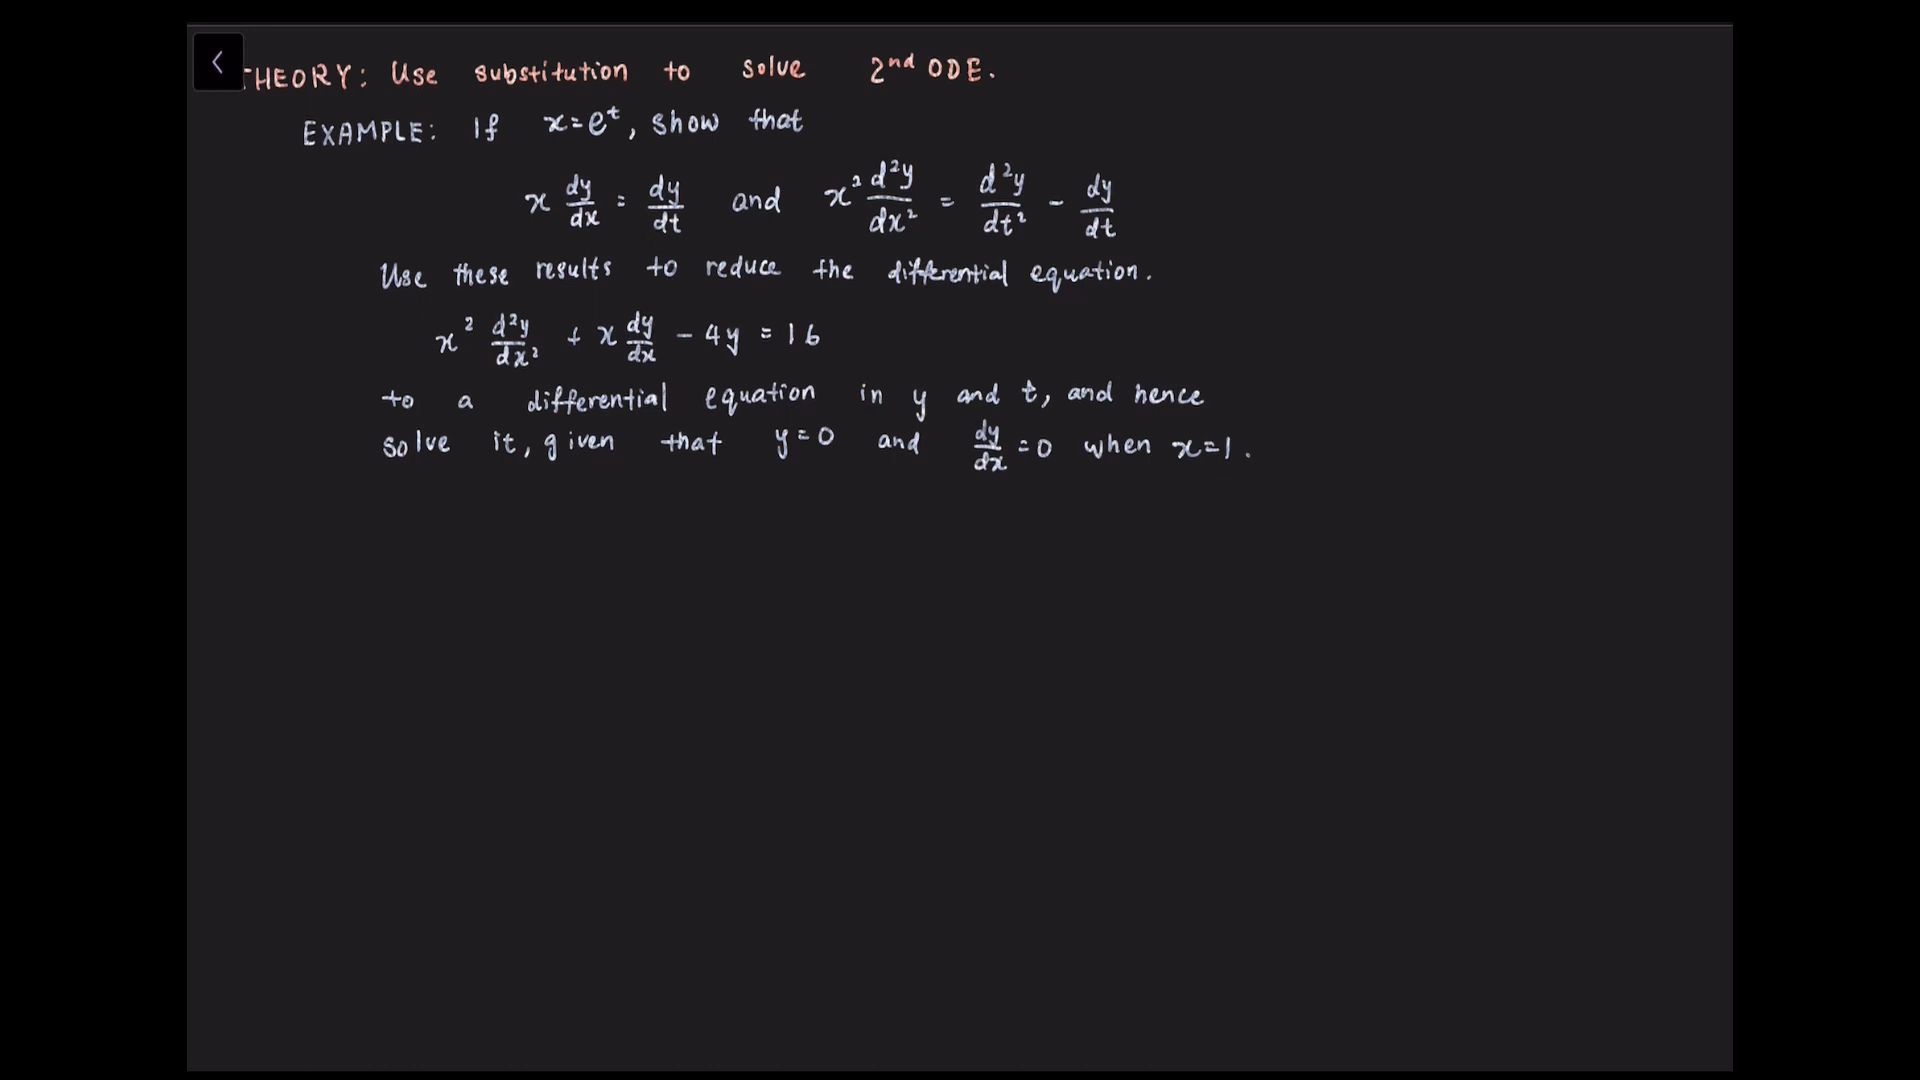 THEORY: Use substitution to solve 2nd ODE.
EXAMPLE: If x=e^t, show that
x dy/dx = dy/dt and x² d²y/dx² = d²y/dt² - dy/dt
Use these results to reduce the differential equation.
x² d²y/dx² + x dy/dx - 4y = 16
to a differential equation in y and t, and hence
solve it, given that y=0 and dy/dx =0 when x=1.